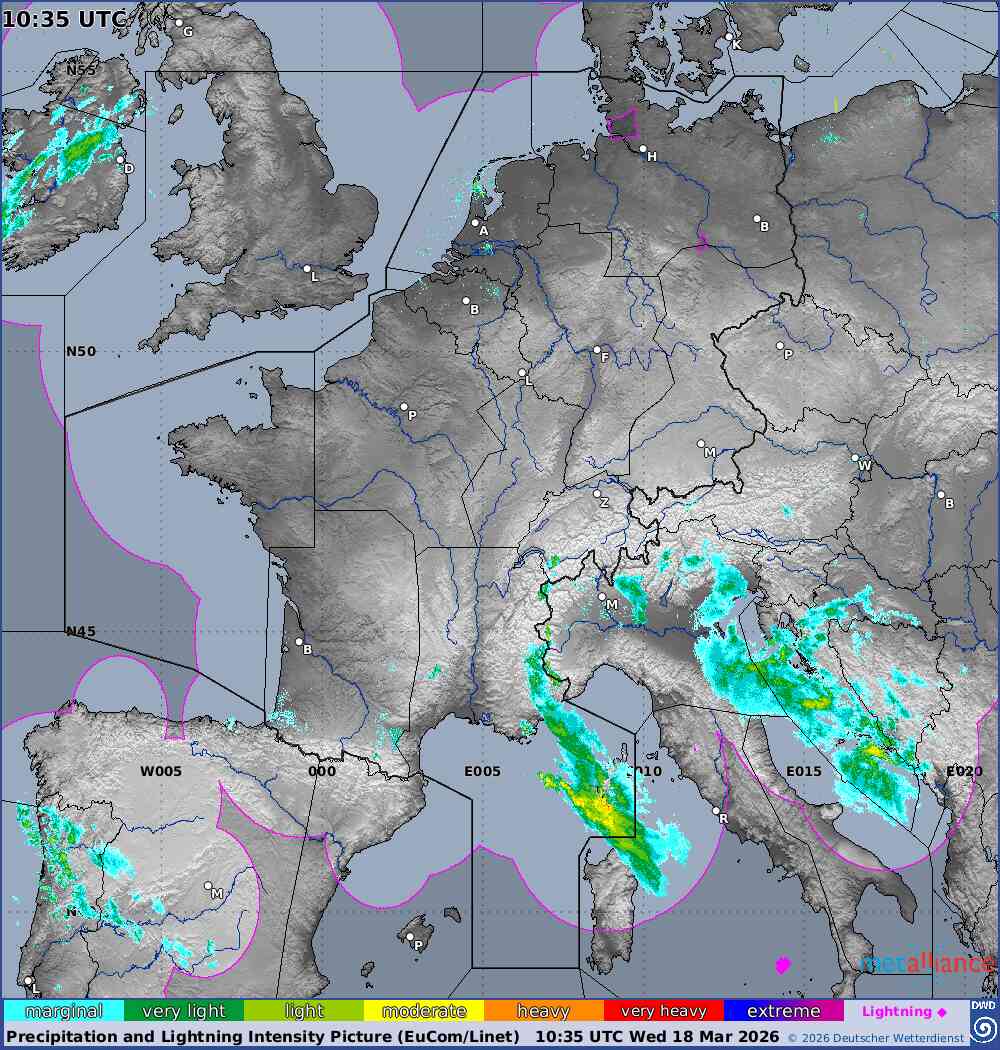 10:35 UTC
G
K
N55
D
H
A
B
L
B
N50
F
P
L
P
M
W
B
Z
M
N45
B
W005
000
E005
E010
E015
E020
P
R
M
N
P
L
metalliance
marginal very light light moderate heavy very heavy extreme Lightning ◆
DWD
Precipitation and Lightning Intensity Picture (EuCom/Linet) 10:35 UTC Wed 18 Mar 2026 © 2026 Deutscher Wetterdienst